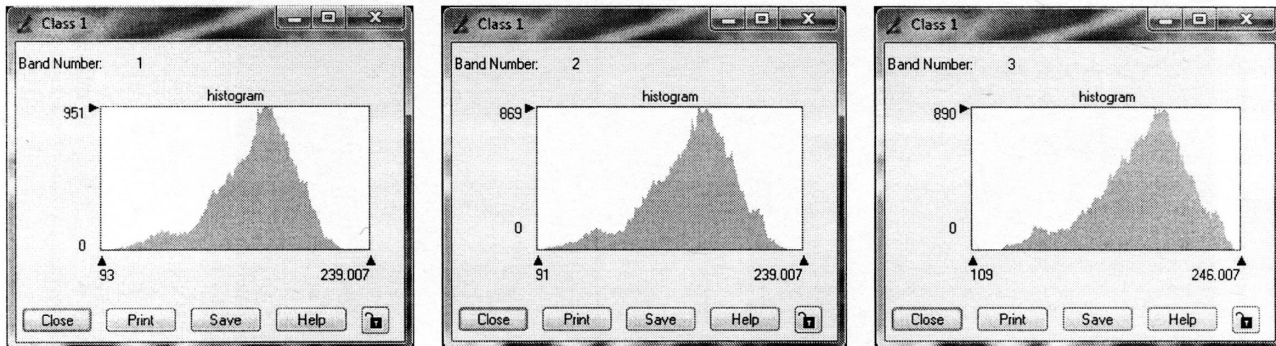 Class 1
Band Number: 1
histogram
951
0
93
239.007
Close
Print
Save
Help
Class 1
Band Number: 2
histogram
869
0
91
239.007
Close
Print
Save
Help
Class 1
Band Number: 3
histogram
890
0
109
246.007
Close
Print
Save
Help